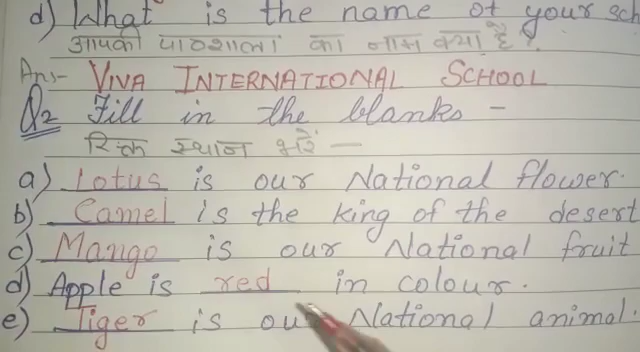 d) What is the name of your sch
आपकी पाठशाला का नाम क्या है?
Ans- VIVA INTERNATIONAL SCHOOL
Q2 Fill in the blanks -
रिक्त स्थान भरें —
a) Lotus is our National flower.
b) Camel is the king of the desert
c) Mango is our National fruit
d) Apple is red in colour.
e) Tiger is our National animal.